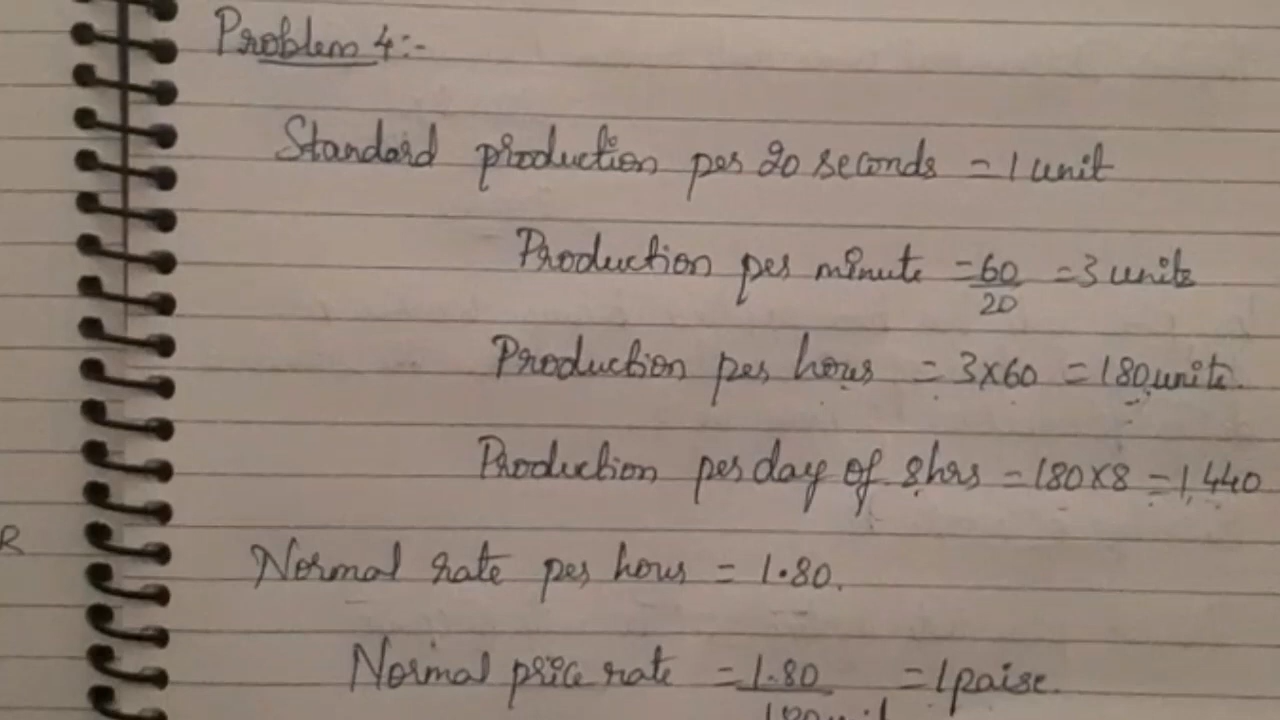 Problem 4:-
Standard production per 20 seconds = 1 unit
Production per minute = 60/20 = 3 units
Production per hour = 3x60 = 180 units.
Production per day of 8hrs = 180x8 = 1,440
R
Normal rate per hour = 1.80.
Normal price rate = 1.80 = 1 paise.